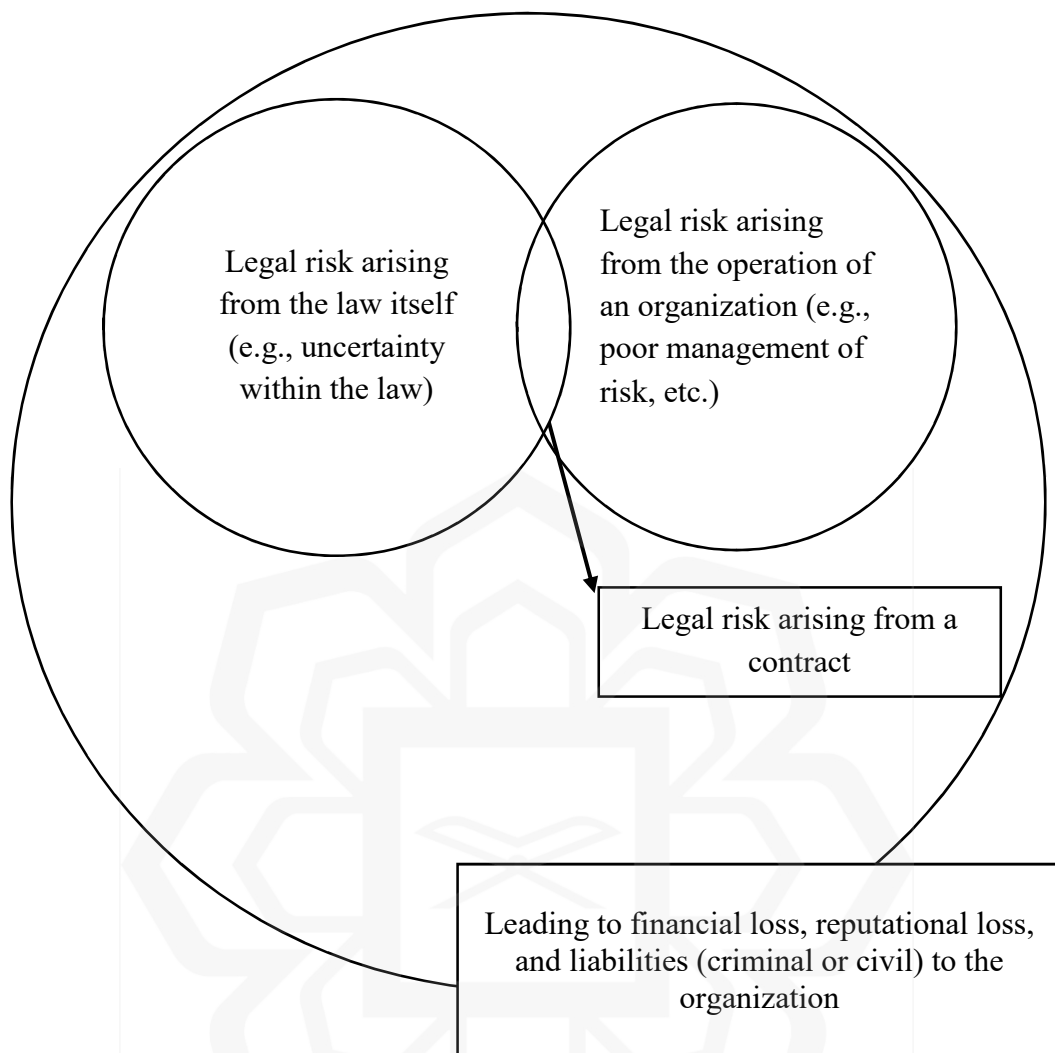 Legal risk arising
from the law itself
(e.g., uncertainty
within the law)
Legal risk arising
from the operation of
an organization (e.g.,
poor management of
risk, etc.)
Legal risk arising from a
contract
Leading to financial loss, reputational loss,
and liabilities (criminal or civil) to the
organization